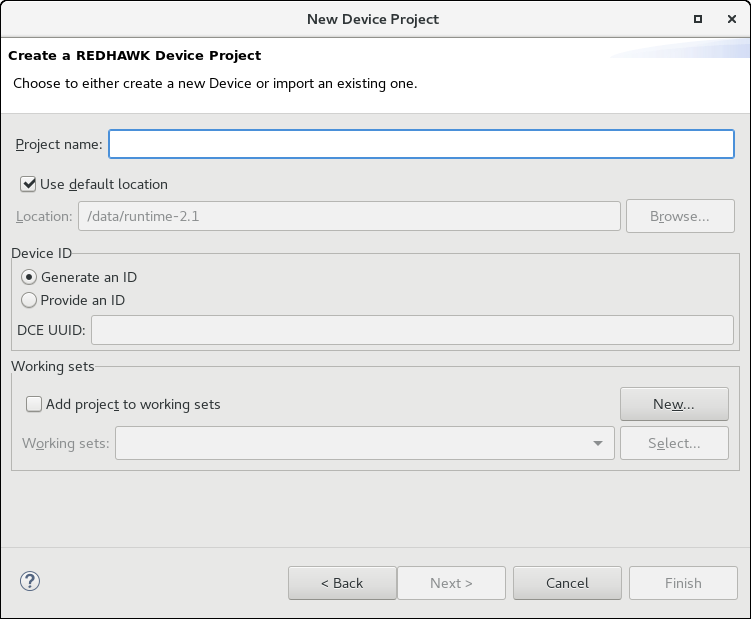 New Device Project
Create a REDHAWK Device Project
Choose to either create a new Device or import an existing one.
Project name:
Use default location
Location: /data/runtime-2.1 Browse...
Device ID
Generate an ID
Provide an ID
DCE UUID:
Working sets
Add project to working sets New...
Working sets: Select...
? < Back Next > Cancel Finish